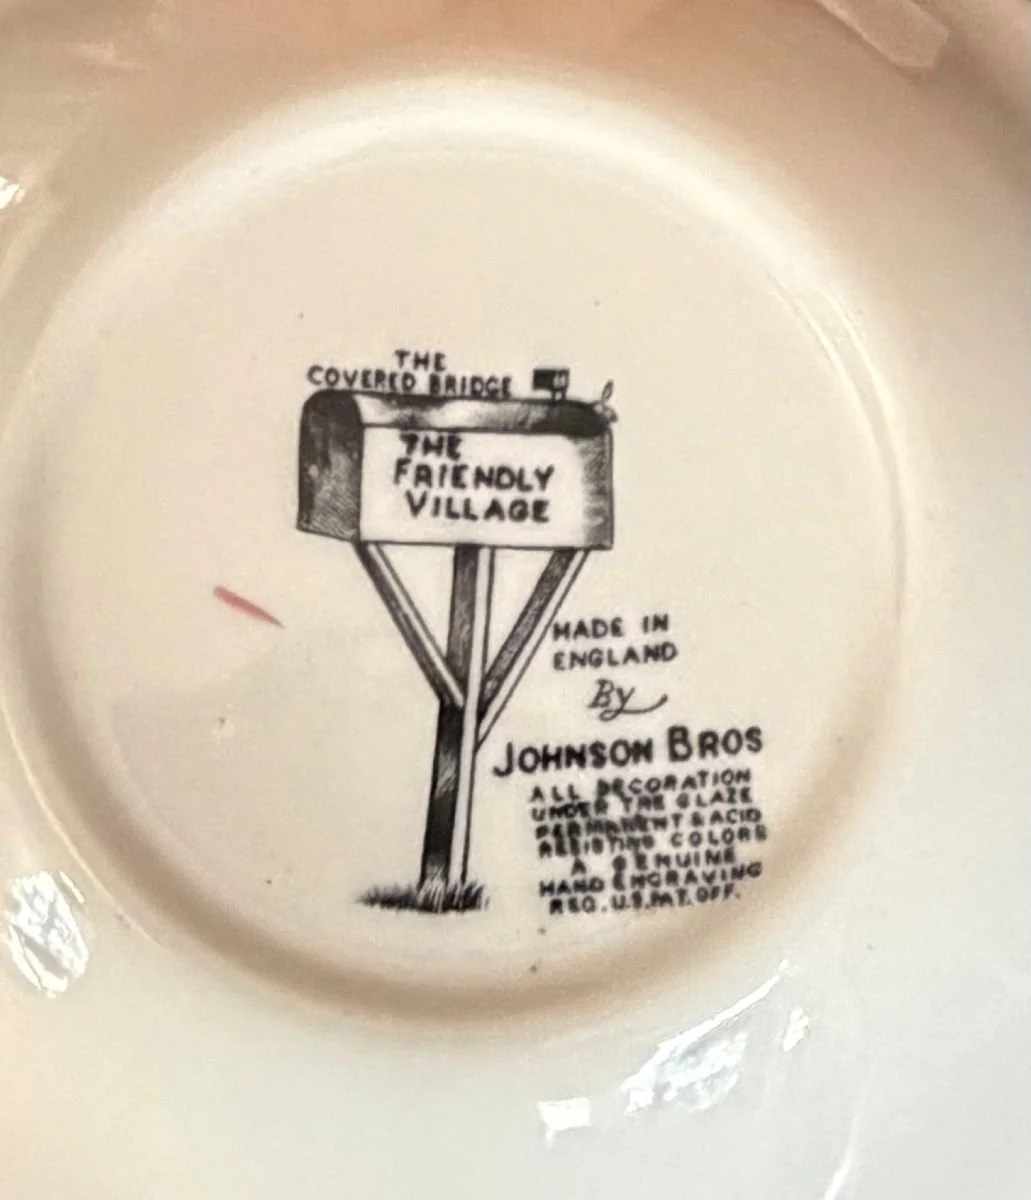 THE
COVERED BRIDGE
THE
FRIENDLY
VILLAGE
MADE IN
ENGLAND
By
JOHNSON BROS
ALL DECORATION
UNDER THE GLAZE
PERMANENT & ACID
RESISTING COLORS
A GENUINE
HAND ENGRAVING
REG. U.S. PAT. OFF.